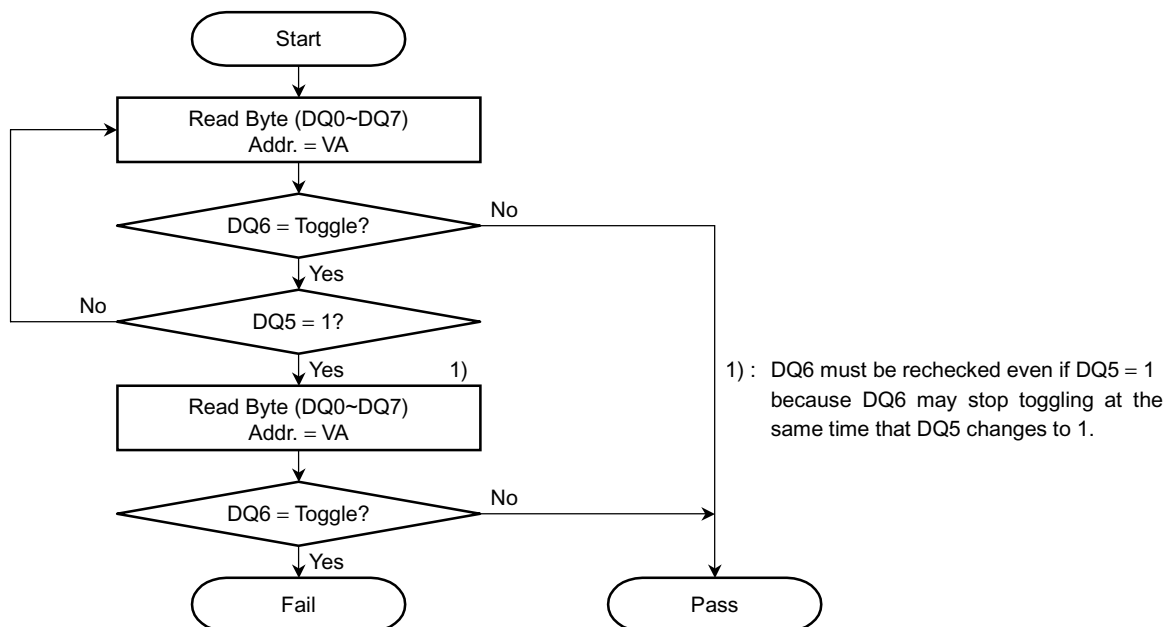 Start
Read Byte (DQ0~DQ7)
Addr. = VA
DQ6 = Toggle?
No
Yes
No
DQ5 = 1?
Yes
1)
Read Byte (DQ0~DQ7)
Addr. = VA
1) : DQ6 must be rechecked even if DQ5 = 1
because DQ6 may stop toggling at the
same time that DQ5 changes to 1.
DQ6 = Toggle?
No
Yes
Fail
Pass